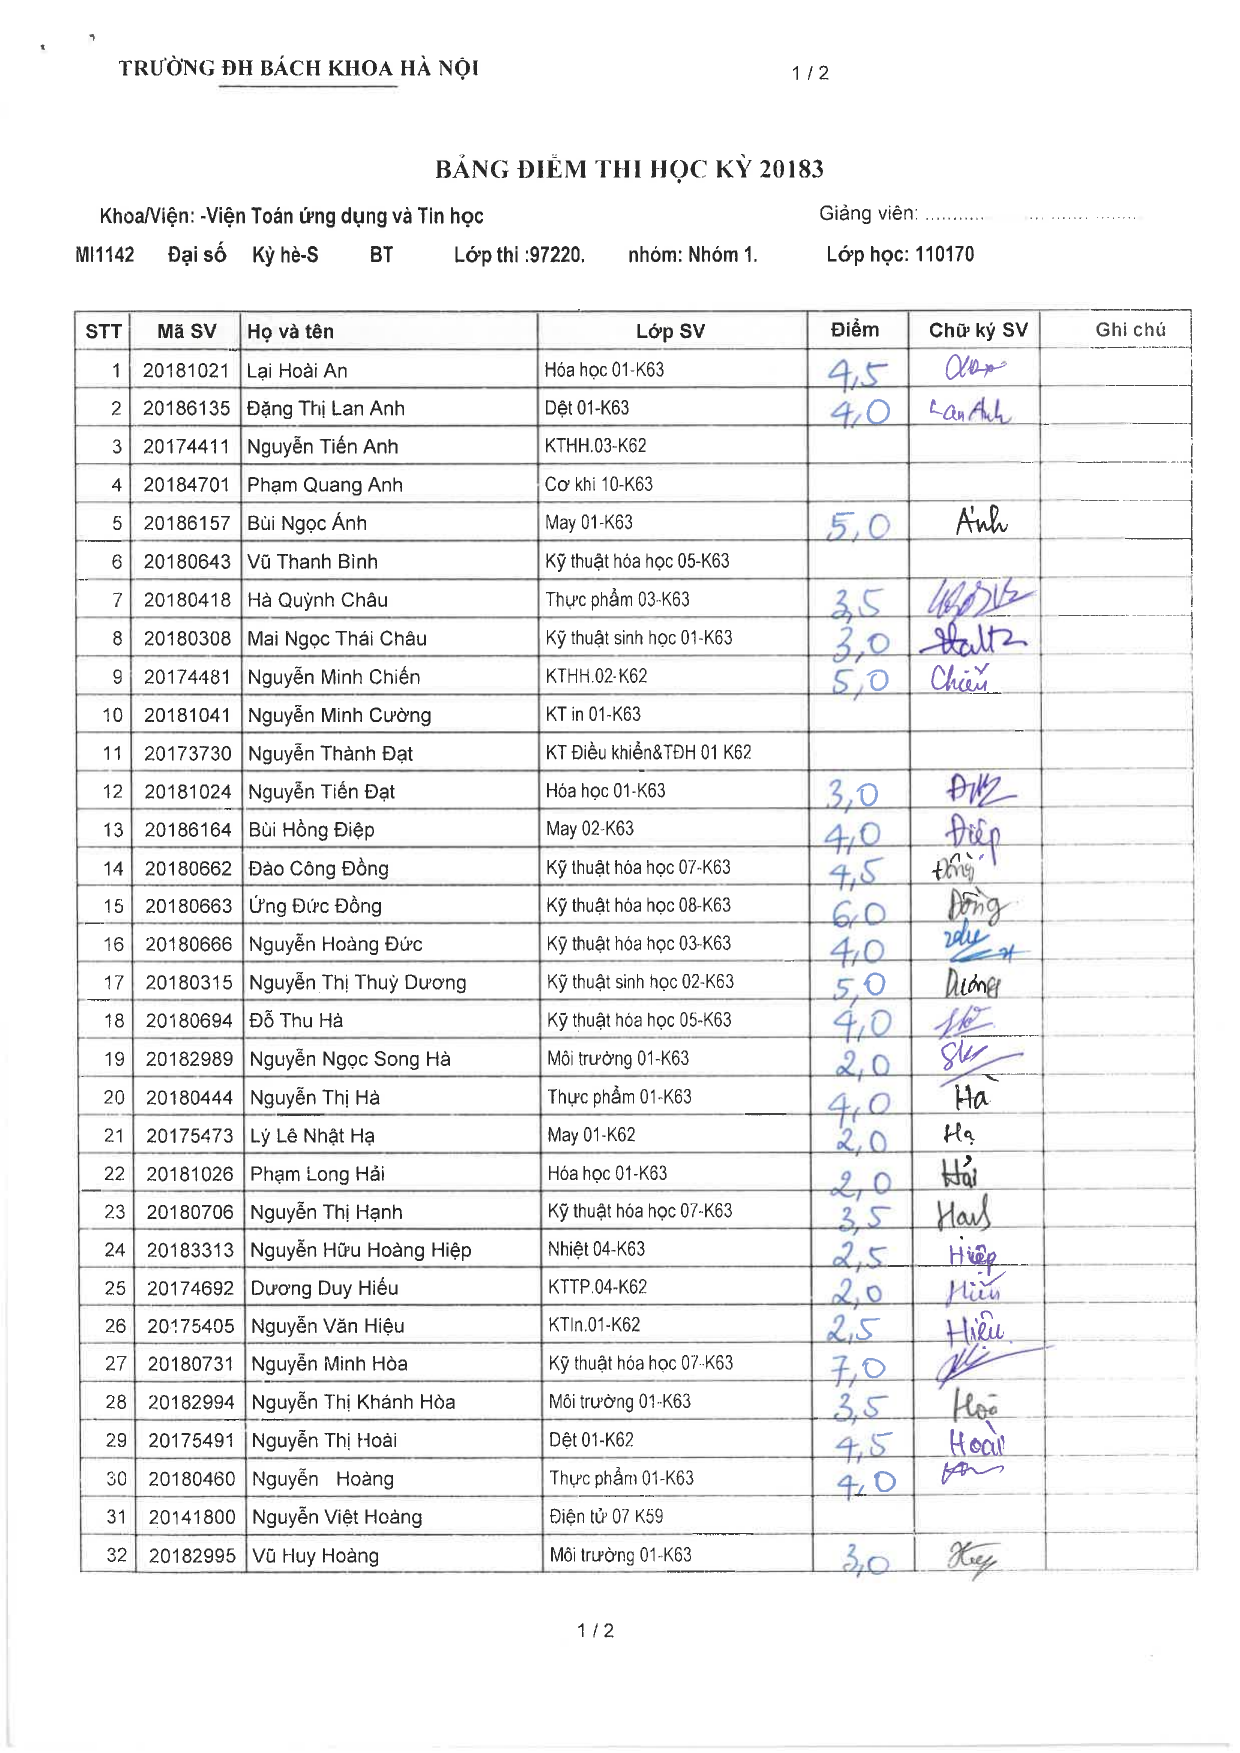 TRƯỜNG ĐH BÁCH KHOA HÀ NỘI 1 / 2
BẢNG ĐIỂM THI HỌC KỲ 20183
Khoa/Viện: -Viện Toán ứng dụng và Tin học Giảng viên: ...........
MI1142 Đại số Kỳ hè-S BT Lớp thi :97220. nhóm: Nhóm 1. Lớp học: 110170
STT Mã SV Họ và tên Lớp SV Điểm Chữ ký SV Ghi chú
1 20181021 Lại Hoài An Hóa học 01-K63 4,5
2 20186135 Đặng Thị Lan Anh Dệt 01-K63 4,0 Lan Anh
3 20174411 Nguyễn Tiến Anh KTHH.03-K62
4 20184701 Phạm Quang Anh Cơ khi 10-K63
5 20186157 Bùi Ngọc Ánh May 01-K63 5,0 Ánh
6 20180643 Vũ Thanh Bình Kỹ thuật hóa học 05-K63
7 20180418 Hà Quỳnh Châu Thực phẩm 03-K63 3,5
8 20180308 Mai Ngọc Thái Châu Kỹ thuật sinh học 01-K63 3,0
9 20174481 Nguyễn Minh Chiến KTHH.02-K62 5,0 Chiến
10 20181041 Nguyễn Minh Cường KT in 01-K63
11 20173730 Nguyễn Thành Đạt KT Điều khiển&TĐH 01 K62
12 20181024 Nguyễn Tiến Đạt Hóa học 01-K63 3,0
13 20186164 Bùi Hồng Điệp May 02-K63 4,0 Điệp
14 20180662 Đào Công Đồng Kỹ thuật hóa học 07-K63 4,5 Đồng
15 20180663 Ứng Đức Đồng Kỹ thuật hóa học 08-K63 6,0 Đồng
16 20180666 Nguyễn Hoàng Đức Kỹ thuật hóa học 03-K63 4,0
17 20180315 Nguyễn Thị Thuỳ Dương Kỹ thuật sinh học 02-K63 5,0 Dương
18 20180694 Đỗ Thu Hà Kỹ thuật hóa học 05-K63 4,0
19 20182989 Nguyễn Ngọc Song Hà Môi trường 01-K63 2,0
20 20180444 Nguyễn Thị Hà Thực phẩm 01-K63 4,0 Hà
21 20175473 Lý Lê Nhật Hạ May 01-K62 2,0 Hạ
22 20181026 Phạm Long Hải Hóa học 01-K63 2,0 Hải
23 20180706 Nguyễn Thị Hạnh Kỹ thuật hóa học 07-K63 3,5
24 20183313 Nguyễn Hữu Hoàng Hiệp Nhiệt 04-K63 2,5 Hiệp
25 20174692 Dương Duy Hiếu KTTP.04-K62 2,0 Hiếu
26 20175405 Nguyễn Văn Hiệu KTIn.01-K62 2,5 Hiệu
27 20180731 Nguyễn Minh Hòa Kỹ thuật hóa học 07-K63 7,0
28 20182994 Nguyễn Thị Khánh Hòa Môi trường 01-K63 3,5 Hoà
29 20175491 Nguyễn Thị Hoài Dệt 01-K62 4,5 Hoài
30 20180460 Nguyễn Hoàng Thực phẩm 01-K63 4,0
31 20141800 Nguyễn Việt Hoàng Điện tử 07 K59
32 20182995 Vũ Huy Hoàng Môi trường 01-K63 3,0
1 / 2